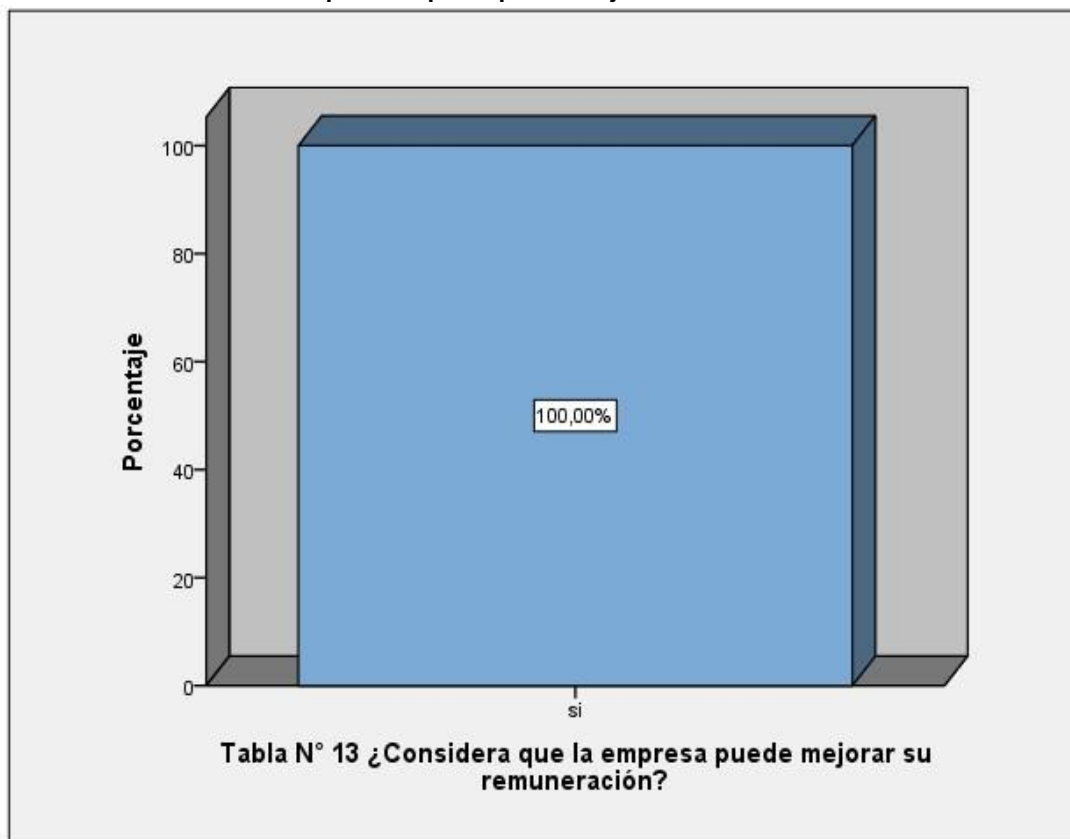 100
80
60
40
20
0
Porcentaje
100,00%
si
Tabla N° 13 ¿Considera que la empresa puede mejorar su
remuneración?